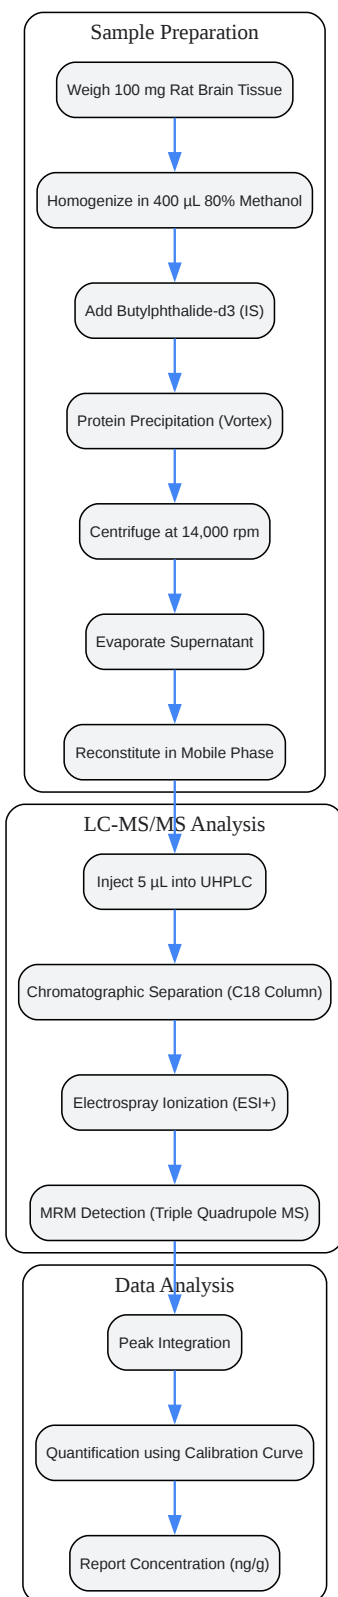 Sample Preparation
Weigh 100 mg Rat Brain Tissue
Homogenize in 400 µL 80% Methanol
Add Butylphthalide-d3 (IS)
Protein Precipitation (Vortex)
Centrifuge at 14,000 rpm
Evaporate Supernatant
Reconstitute in Mobile Phase
LC-MS/MS Analysis
Inject 5 µL into UHPLC
Chromatographic Separation (C18 Column)
Electrospray Ionization (ESI+)
MRM Detection (Triple Quadrupole MS)
Data Analysis
Peak Integration
Quantification using Calibration Curve
Report Concentration (ng/g)